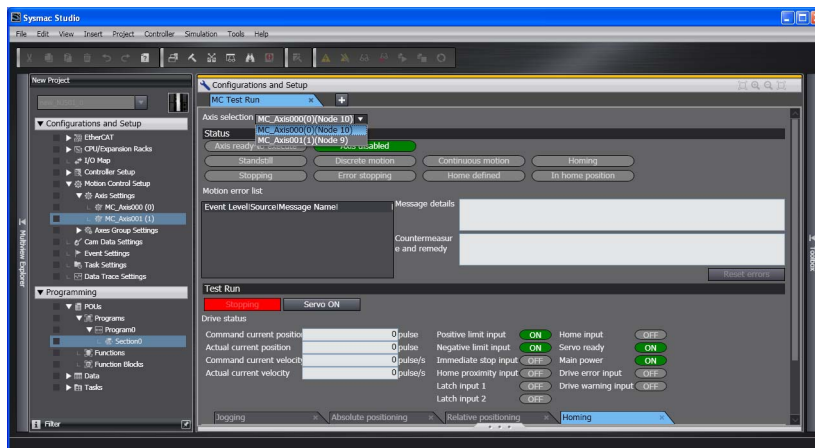 Sysmac Studio
File Edit View Insert Project Controller Simulation Tools Help
New Project
Configurations and Setup
EtherCAT
CPU/Expansion Racks
I/O Map
Controller Setup
Motion Control Setup
Axis Settings
MC_Axis000 (0)
MC_Axis001 (1)
Axes Group Settings
Cam Data Settings
Event Settings
Task Settings
Data Trace Settings
Programming
POUs
Programs
Program0
Section0
Functions
Function Blocks
Data
Tasks
Filter
Multiview Explorer
Configurations and Setup
MC Test Run
Axis selection MC_Axis000(0)(Node 10)
MC_Axis000(0)(Node 10)
MC_Axis001(1)(Node 9)
Status
Axis disabled
Standstill Discrete motion Continuous motion Homing
Stopping Error stopping Home defined In home position
Motion error list
Event Level|Source|Message Name|
Message details
Countermeasur
e and remedy
Reset errors
Test Run
Stopping Servo ON
Drive status
Command current positio 0 pulse Positive limit input ON Home input OFF
Actual current position 0 pulse Negative limit input ON Servo ready ON
Command current velocit 0 pulse/s Immediate stop input OFF Main power ON
Actual current velocity 0 pulse/s Home proximity input OFF Drive error input OFF
Latch input 1 OFF Drive warning input OFF
Latch input 2 OFF
Jogging Absolute positioning Relative positioning Homing
Toolbox